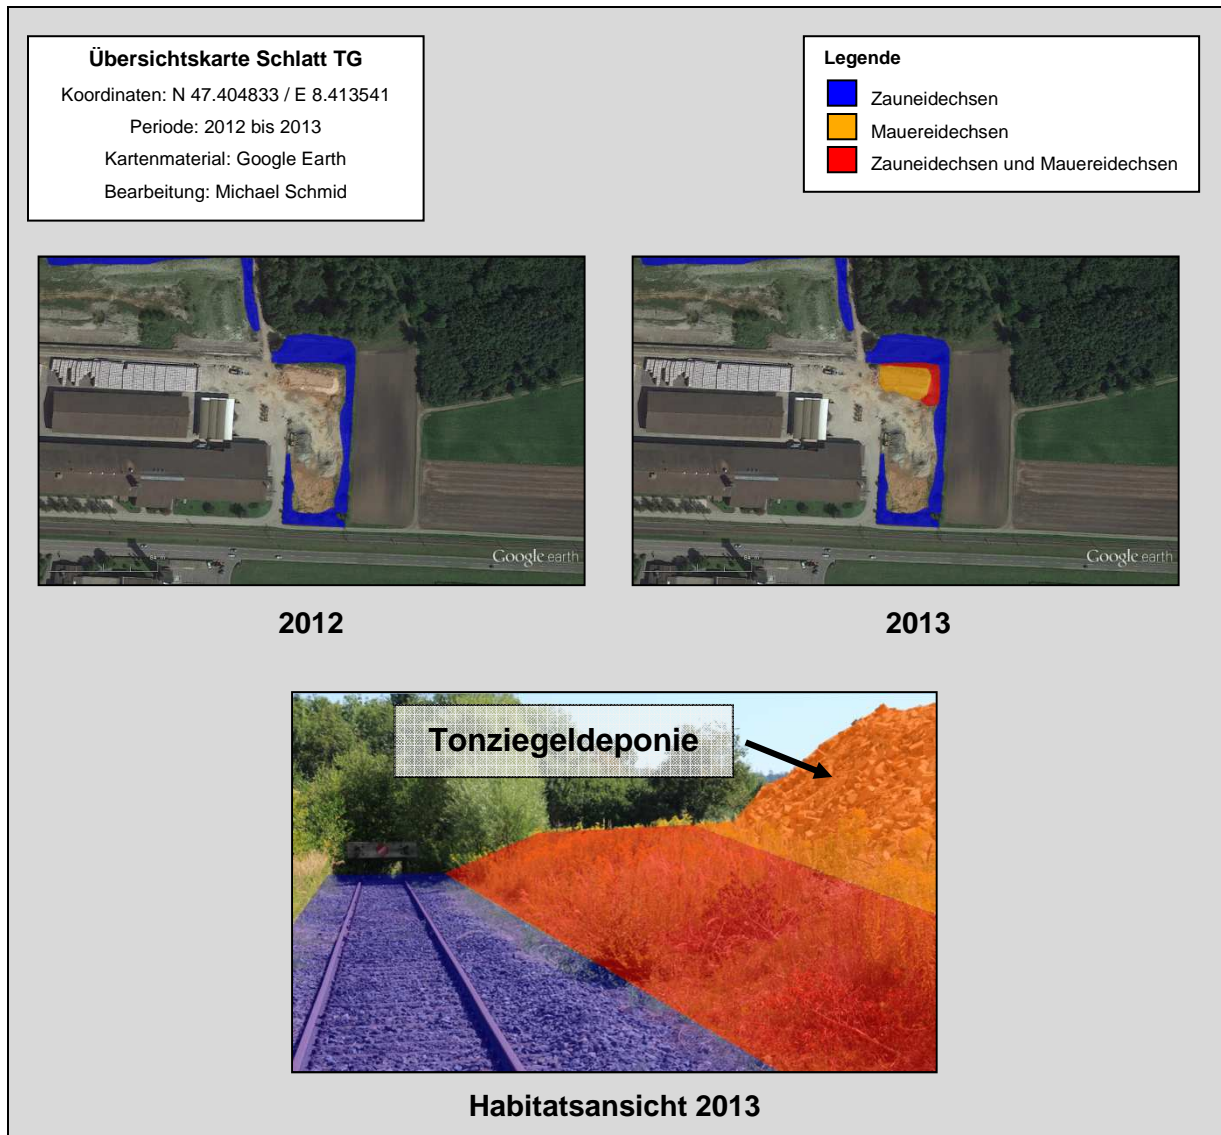 Übersichtskarte Schlatt TG
Koordinaten: N 47.404833 / E 8.413541
Periode: 2012 bis 2013
Kartenmaterial: Google Earth
Bearbeitung: Michael Schmid
Legende
Zauneidechsen
Mauereidechsen
Zauneidechsen und Mauereidechsen
Google earth
Google earth
2012
2013
Tonziegeldeponie
Habitatsansicht 2013